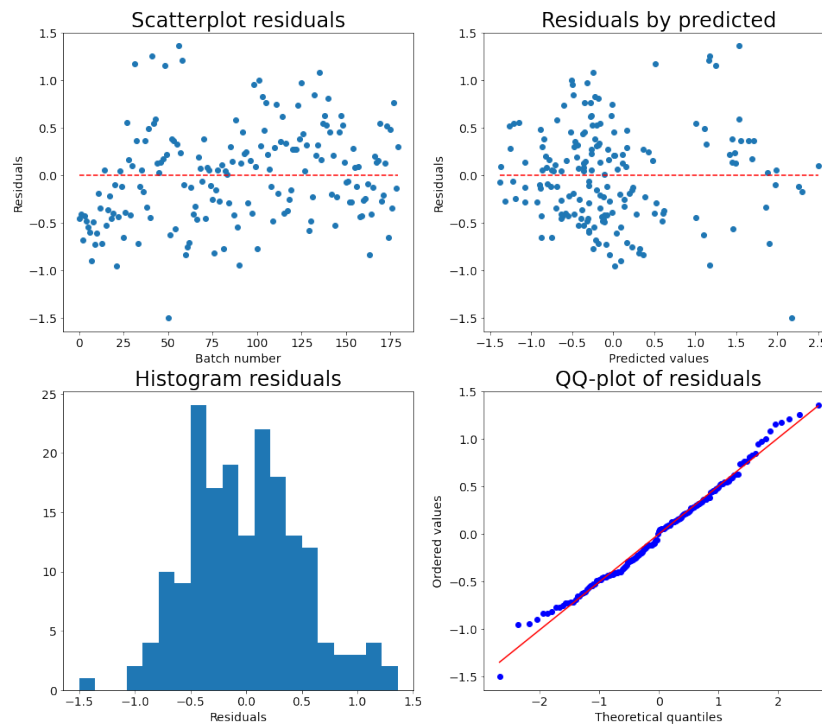 Scatterplot residuals
1.5
1.0
0.5
0.0
−0.5
−1.0
−1.5
Residuals
0 25 50 75 100 125 150 175
Batch number
Residuals by predicted
1.5
1.0
0.5
0.0
−0.5
−1.0
−1.5
Residuals
−1.5 −1.0 −0.5 0.0 0.5 1.0 1.5 2.0 2.5
Predicted values
Histogram residuals
25
20
15
10
5
0
−1.5 −1.0 −0.5 0.0 0.5 1.0 1.5
Residuals
QQ-plot of residuals
1.5
1.0
0.5
0.0
−0.5
−1.0
−1.5
Ordered values
−2 −1 0 1 2
Theoretical quantiles